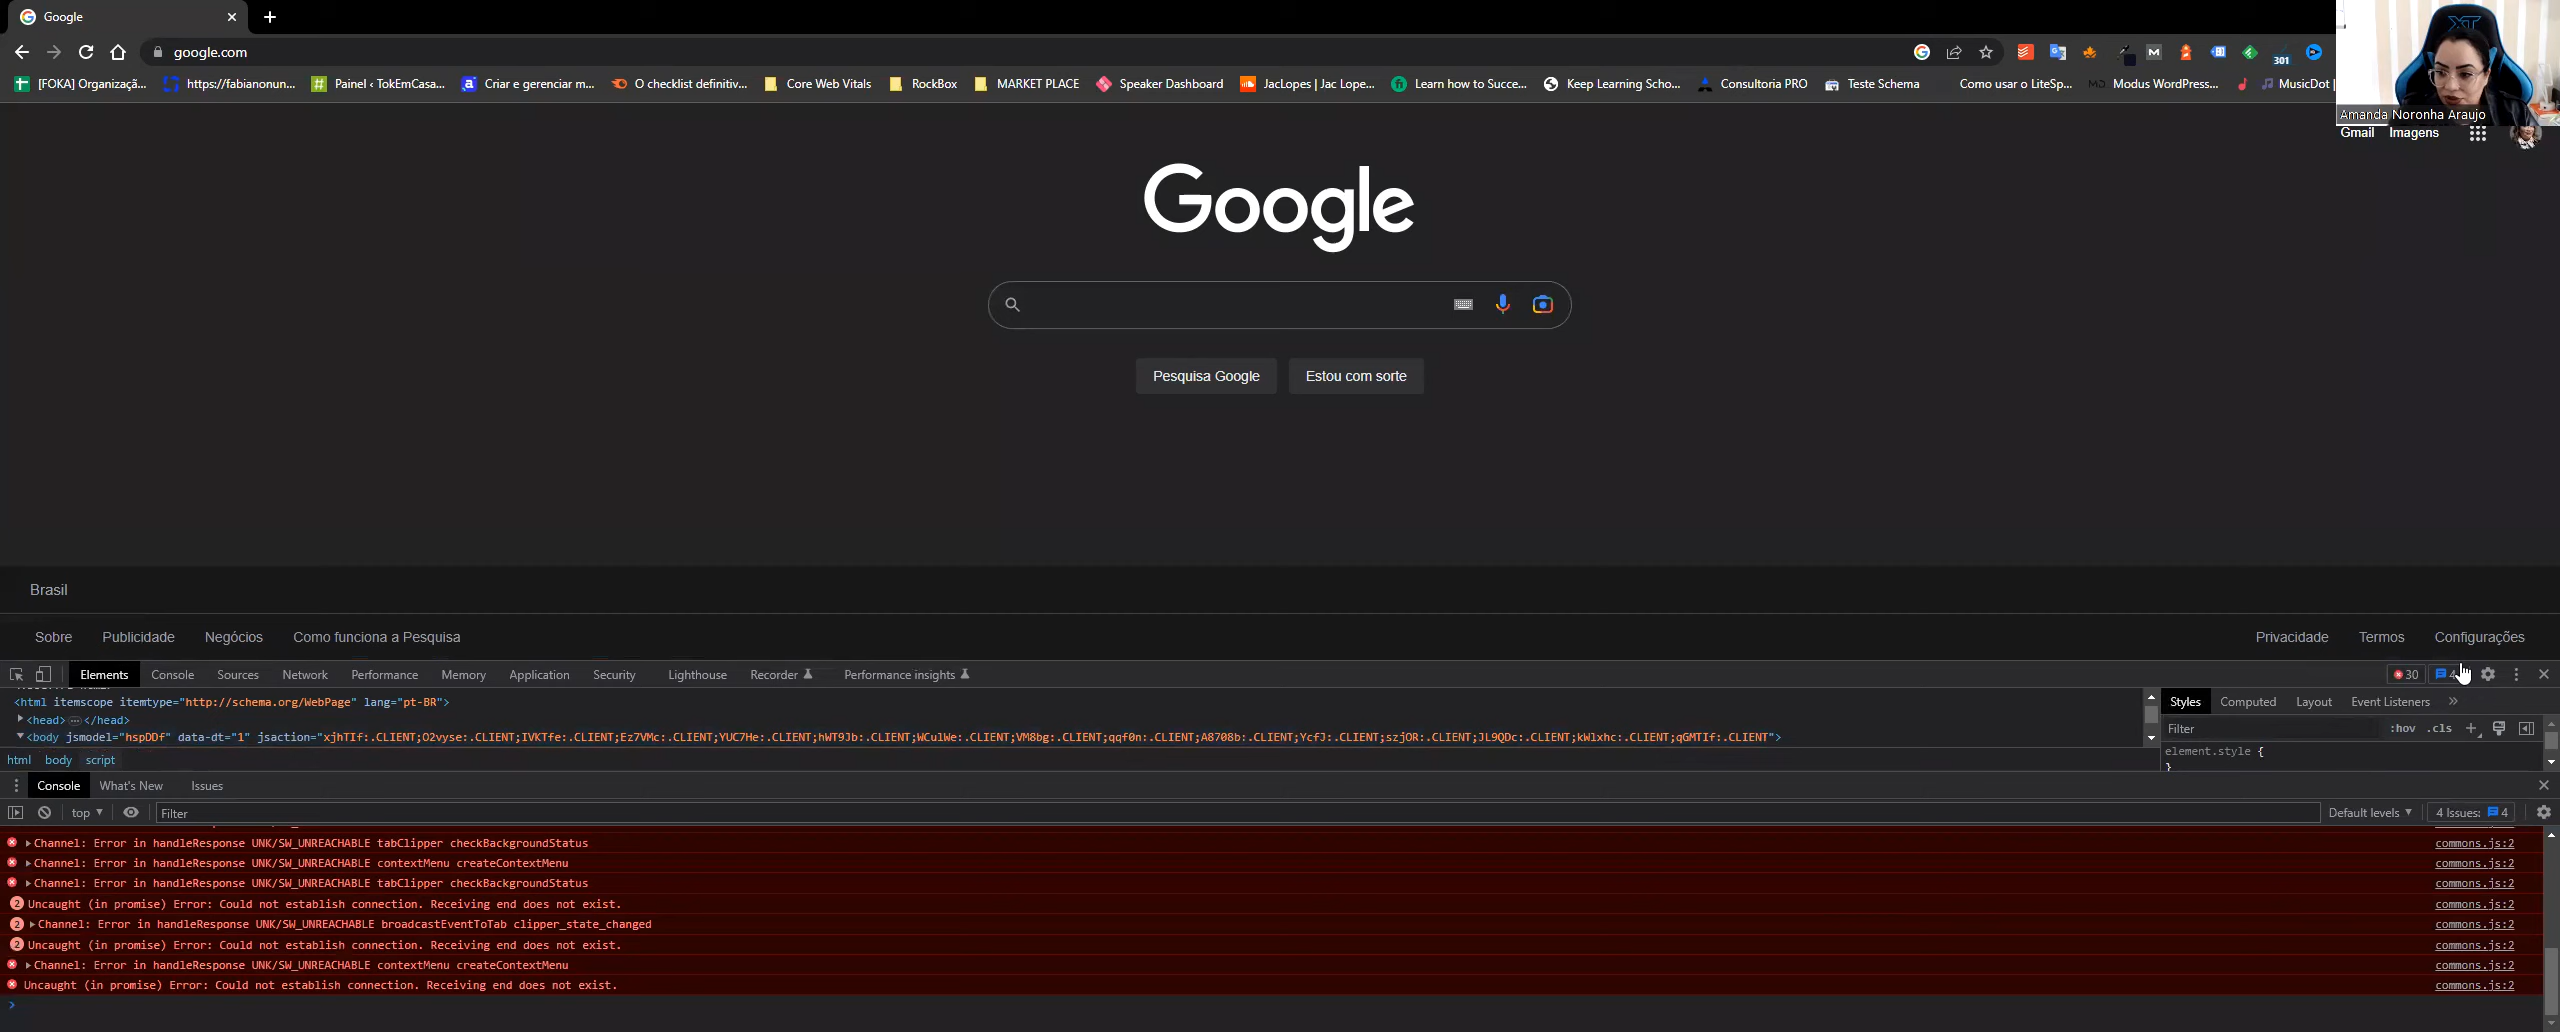 Google
google.com
301
[FOKA] Organizaçã... https://fabianonun... Painel ‹ TokEmCasa... Criar e gerenciar m... O checklist definitiv... Core Web Vitals RockBox MARKET PLACE Speaker Dashboard JacLopes | Jac Lope... Learn how to Succe... Keep Learning Scho... Consultoria PRO Teste Schema Como usar o LiteSp... Modus WordPress... MusicDot |
XT
Amanda Noronha Araujo
Gmail Imagens
Google
Pesquisa Google Estou com sorte
Brasil
Sobre Publicidade Negócios Como funciona a Pesquisa Privacidade Termos Configurações
Elements Console Sources Network Performance Memory Application Security Lighthouse Recorder Performance insights 30 4
<html itemscope itemtype="http://schema.org/WebPage" lang="pt-BR">
<head> ... </head>
<body jsmodel="hspDDf" data-dt="1" jsaction="xjhTIf:.CLIENT;O2vyse:.CLIENT;IVKTfe:.CLIENT;Ez7VMc:.CLIENT;YUC7He:.CLIENT;hWT9Jb:.CLIENT;WCulWe:.CLIENT;VM8bg:.CLIENT;qqf0n:.CLIENT;A8708b:.CLIENT;YcfJ:.CLIENT;szjOR:.CLIENT;JL9QDc:.CLIENT;kWlxhc:.CLIENT;qGMTIf:.CLIENT">
html body script
Styles Computed Layout Event Listeners »
Filter :hov .cls +
element.style {
}
Console What's New Issues
top Filter Default levels 4 Issues: 4
Channel: Error in handleResponse UNK/SW_UNREACHABLE tabClipper checkBackgroundStatus commons.js:2
Channel: Error in handleResponse UNK/SW_UNREACHABLE contextMenu createContextMenu commons.js:2
Channel: Error in handleResponse UNK/SW_UNREACHABLE tabClipper checkBackgroundStatus commons.js:2
2 Uncaught (in promise) Error: Could not establish connection. Receiving end does not exist. commons.js:2
2 Channel: Error in handleResponse UNK/SW_UNREACHABLE broadcastEventToTab clipper_state_changed commons.js:2
2 Uncaught (in promise) Error: Could not establish connection. Receiving end does not exist. commons.js:2
Channel: Error in handleResponse UNK/SW_UNREACHABLE contextMenu createContextMenu commons.js:2
Uncaught (in promise) Error: Could not establish connection. Receiving end does not exist. commons.js:2